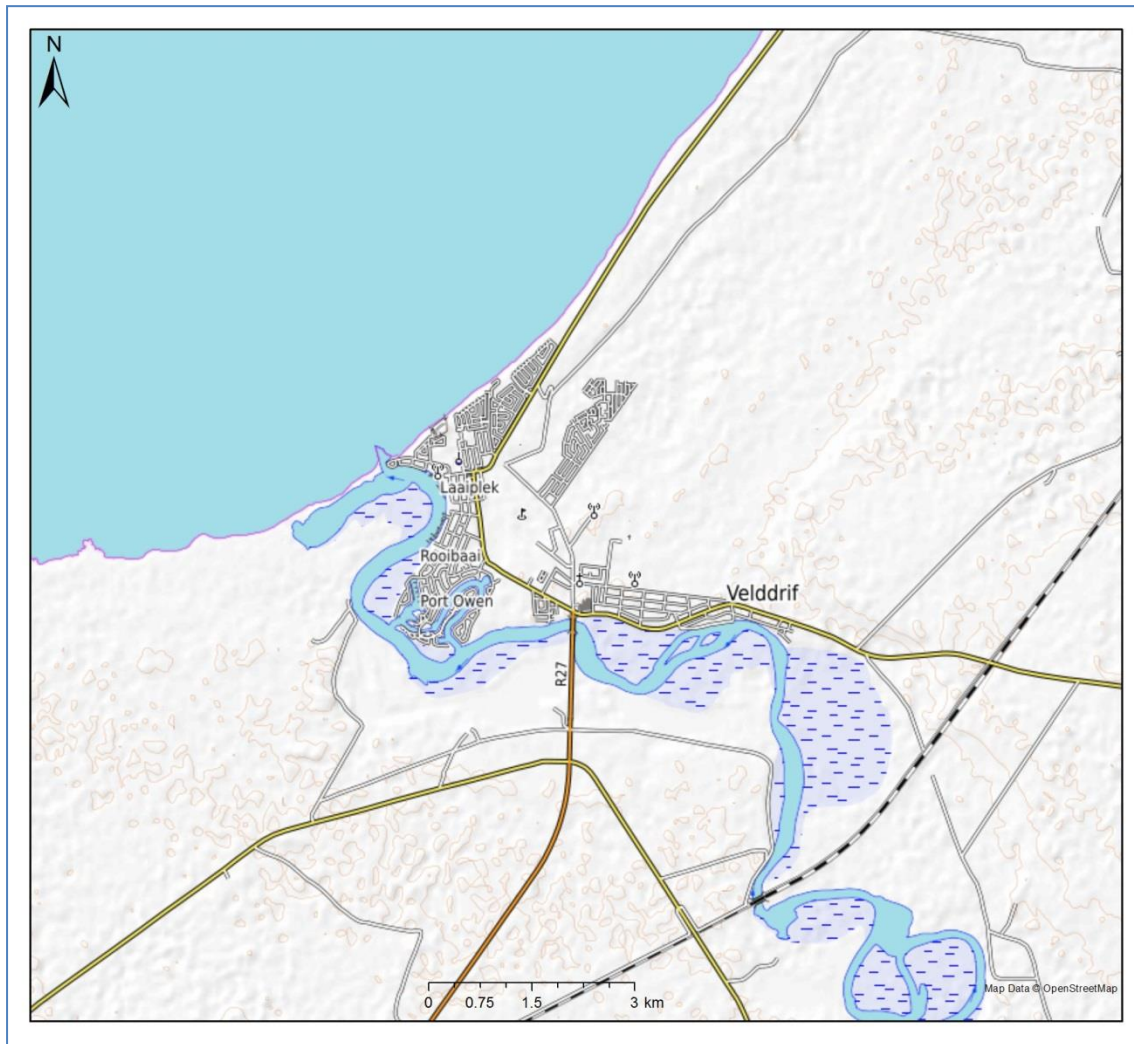 N
Laaiplek
Rooibaai
Port Owen
Velddrif
R27
0 0.75 1.5 3 km
Map Data © OpenStreetMap